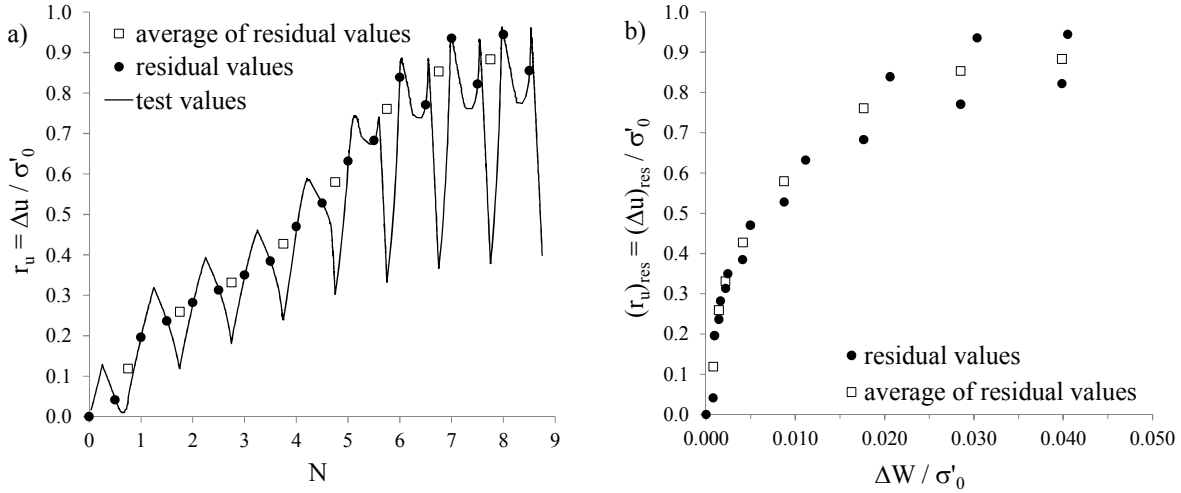 a)
1.0
0.9
0.8
0.7
0.6
0.5
0.4
0.3
0.2
0.1
0.0
r_u = Δu / σ'_0
□ average of residual values
● residual values
— test values
0 1 2 3 4 5 6 7 8 9
N
b)
1.0
0.9
0.8
0.7
0.6
0.5
0.4
0.3
0.2
0.1
0.0
(r_u)_res = (Δu)_res / σ'_0
● residual values
□ average of residual values
0.000 0.010 0.020 0.030 0.040 0.050
ΔW / σ'_0